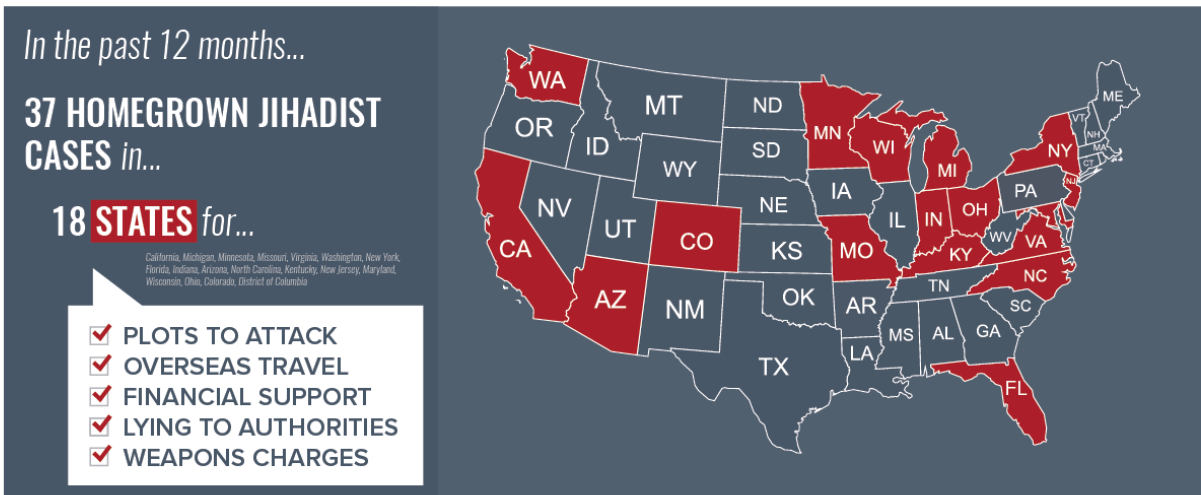 In the past 12 months...
37 HOMEGROWN JIHADIST
CASES in...
18 STATES for...
California, Michigan, Minnesota, Missouri, Virginia, Washington, New York,
Florida, Indiana, Arizona, North Carolina, Kentucky, New Jersey, Maryland,
Wisconsin, Ohio, Colorado, District of Columbia
PLOTS TO ATTACK
OVERSEAS TRAVEL
FINANCIAL SUPPORT
LYING TO AUTHORITIES
WEAPONS CHARGES
WA
MT
ND
MN
ME
OR
ID
SD
WI
VT
NH
NY
MA
WY
MI
CT
IA
PA
NJ
NV
NE
UT
CO
IL
IN
OH
WV
VA
CA
KS
MO
KY
NC
AZ
NM
OK
AR
TN
SC
MS
AL
GA
LA
TX
FL